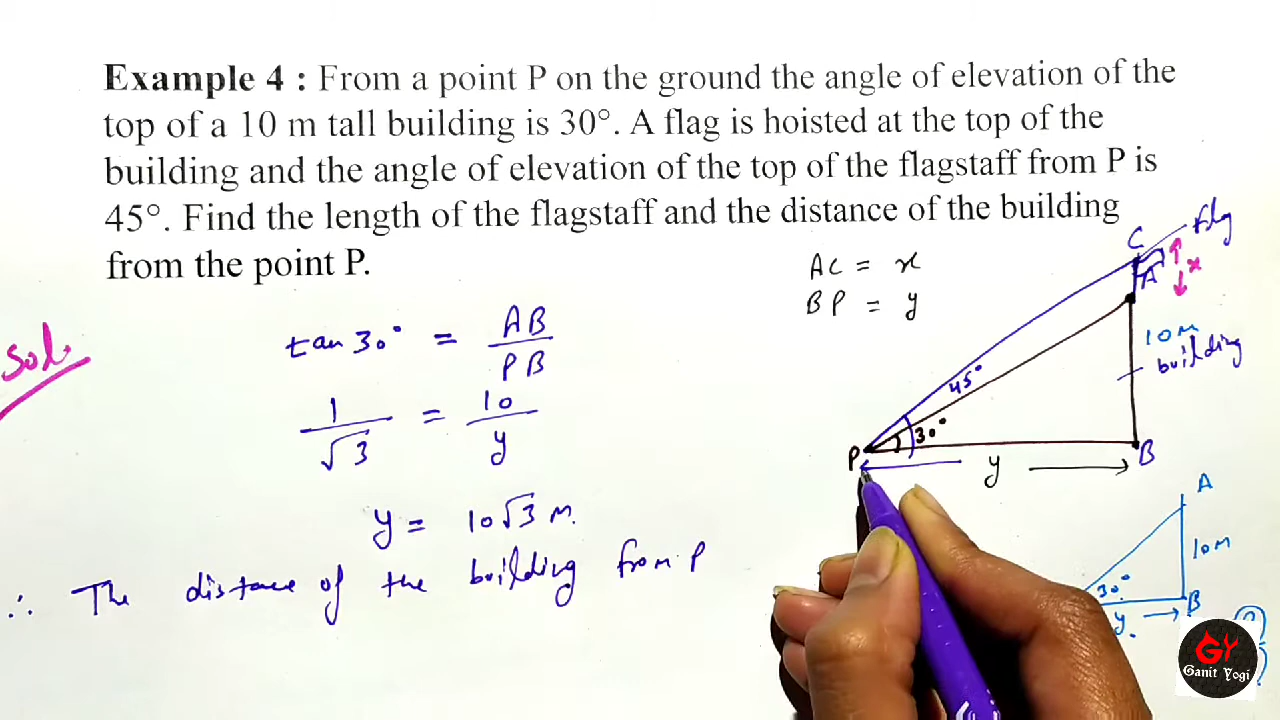 Example 4 : From a point P on the ground the angle of elevation of the
top of a 10 m tall building is 30°. A flag is hoisted at the top of the
building and the angle of elevation of the top of the flagstaff from P is
45°. Find the length of the flagstaff and the distance of the building
from the point P.
Sol.
tan 30° = AB/PB
1/√3 = 10/y
y = 10√3 m.
∴ The distance of the building from P
AC = x
BP = y
C
flag
A
x
10m
building
45°
30°
P
B
y
A
10m
30°
B
y.
GY
Ganit Yogi